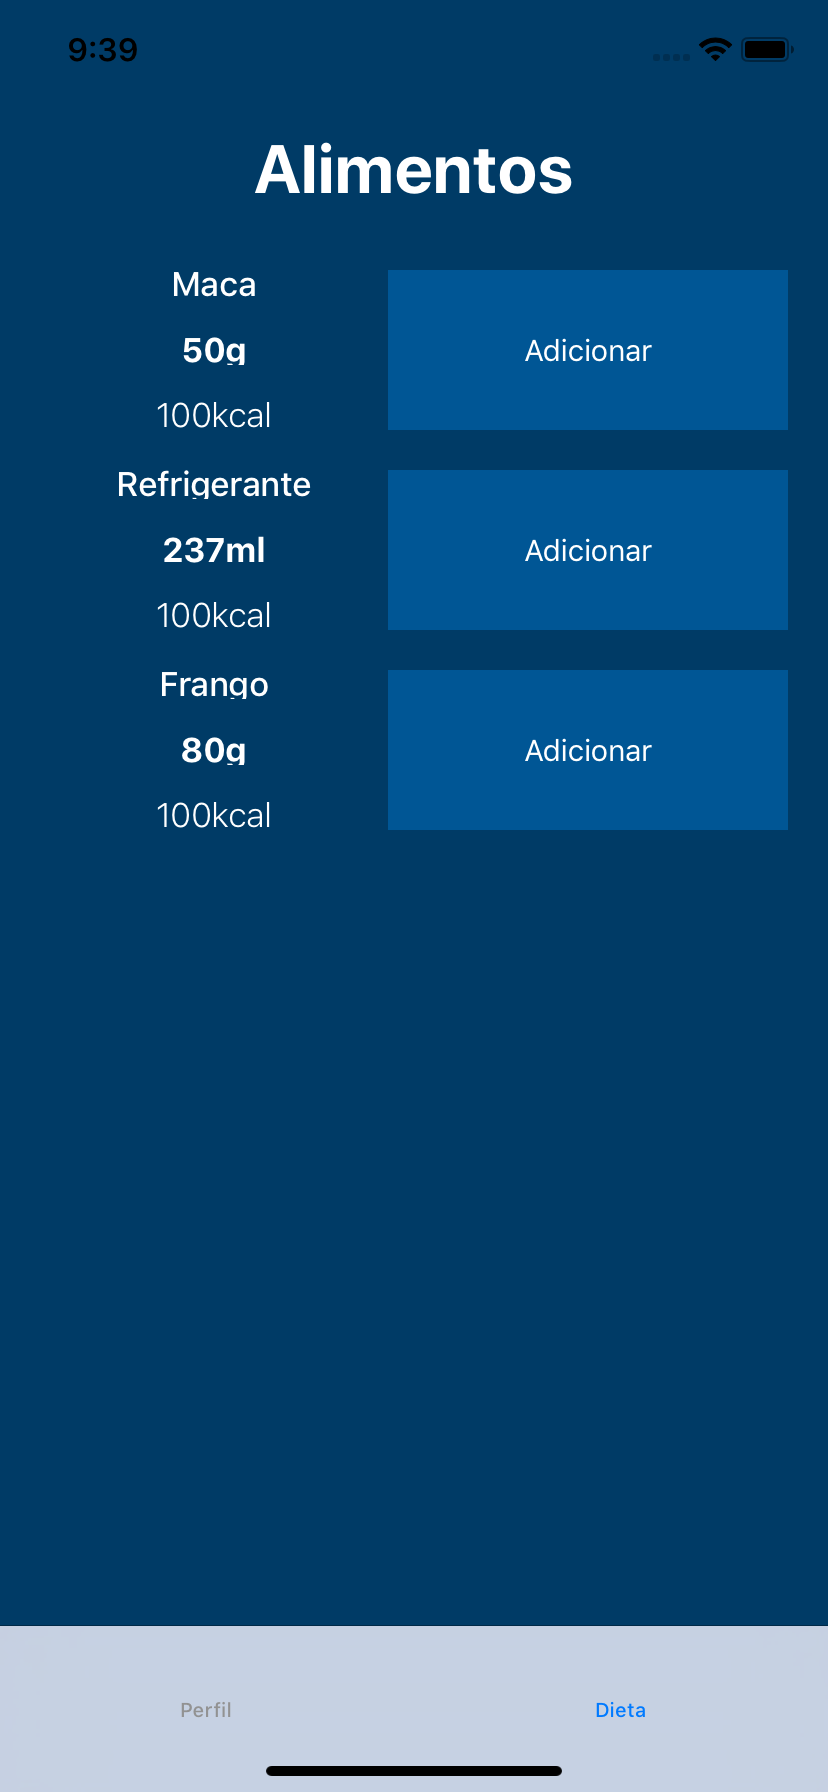 9:39
Alimentos
Maca
50g
100kcal
Adicionar
Refrigerante
237ml
100kcal
Adicionar
Frango
80g
100kcal
Adicionar
Perfil
Dieta